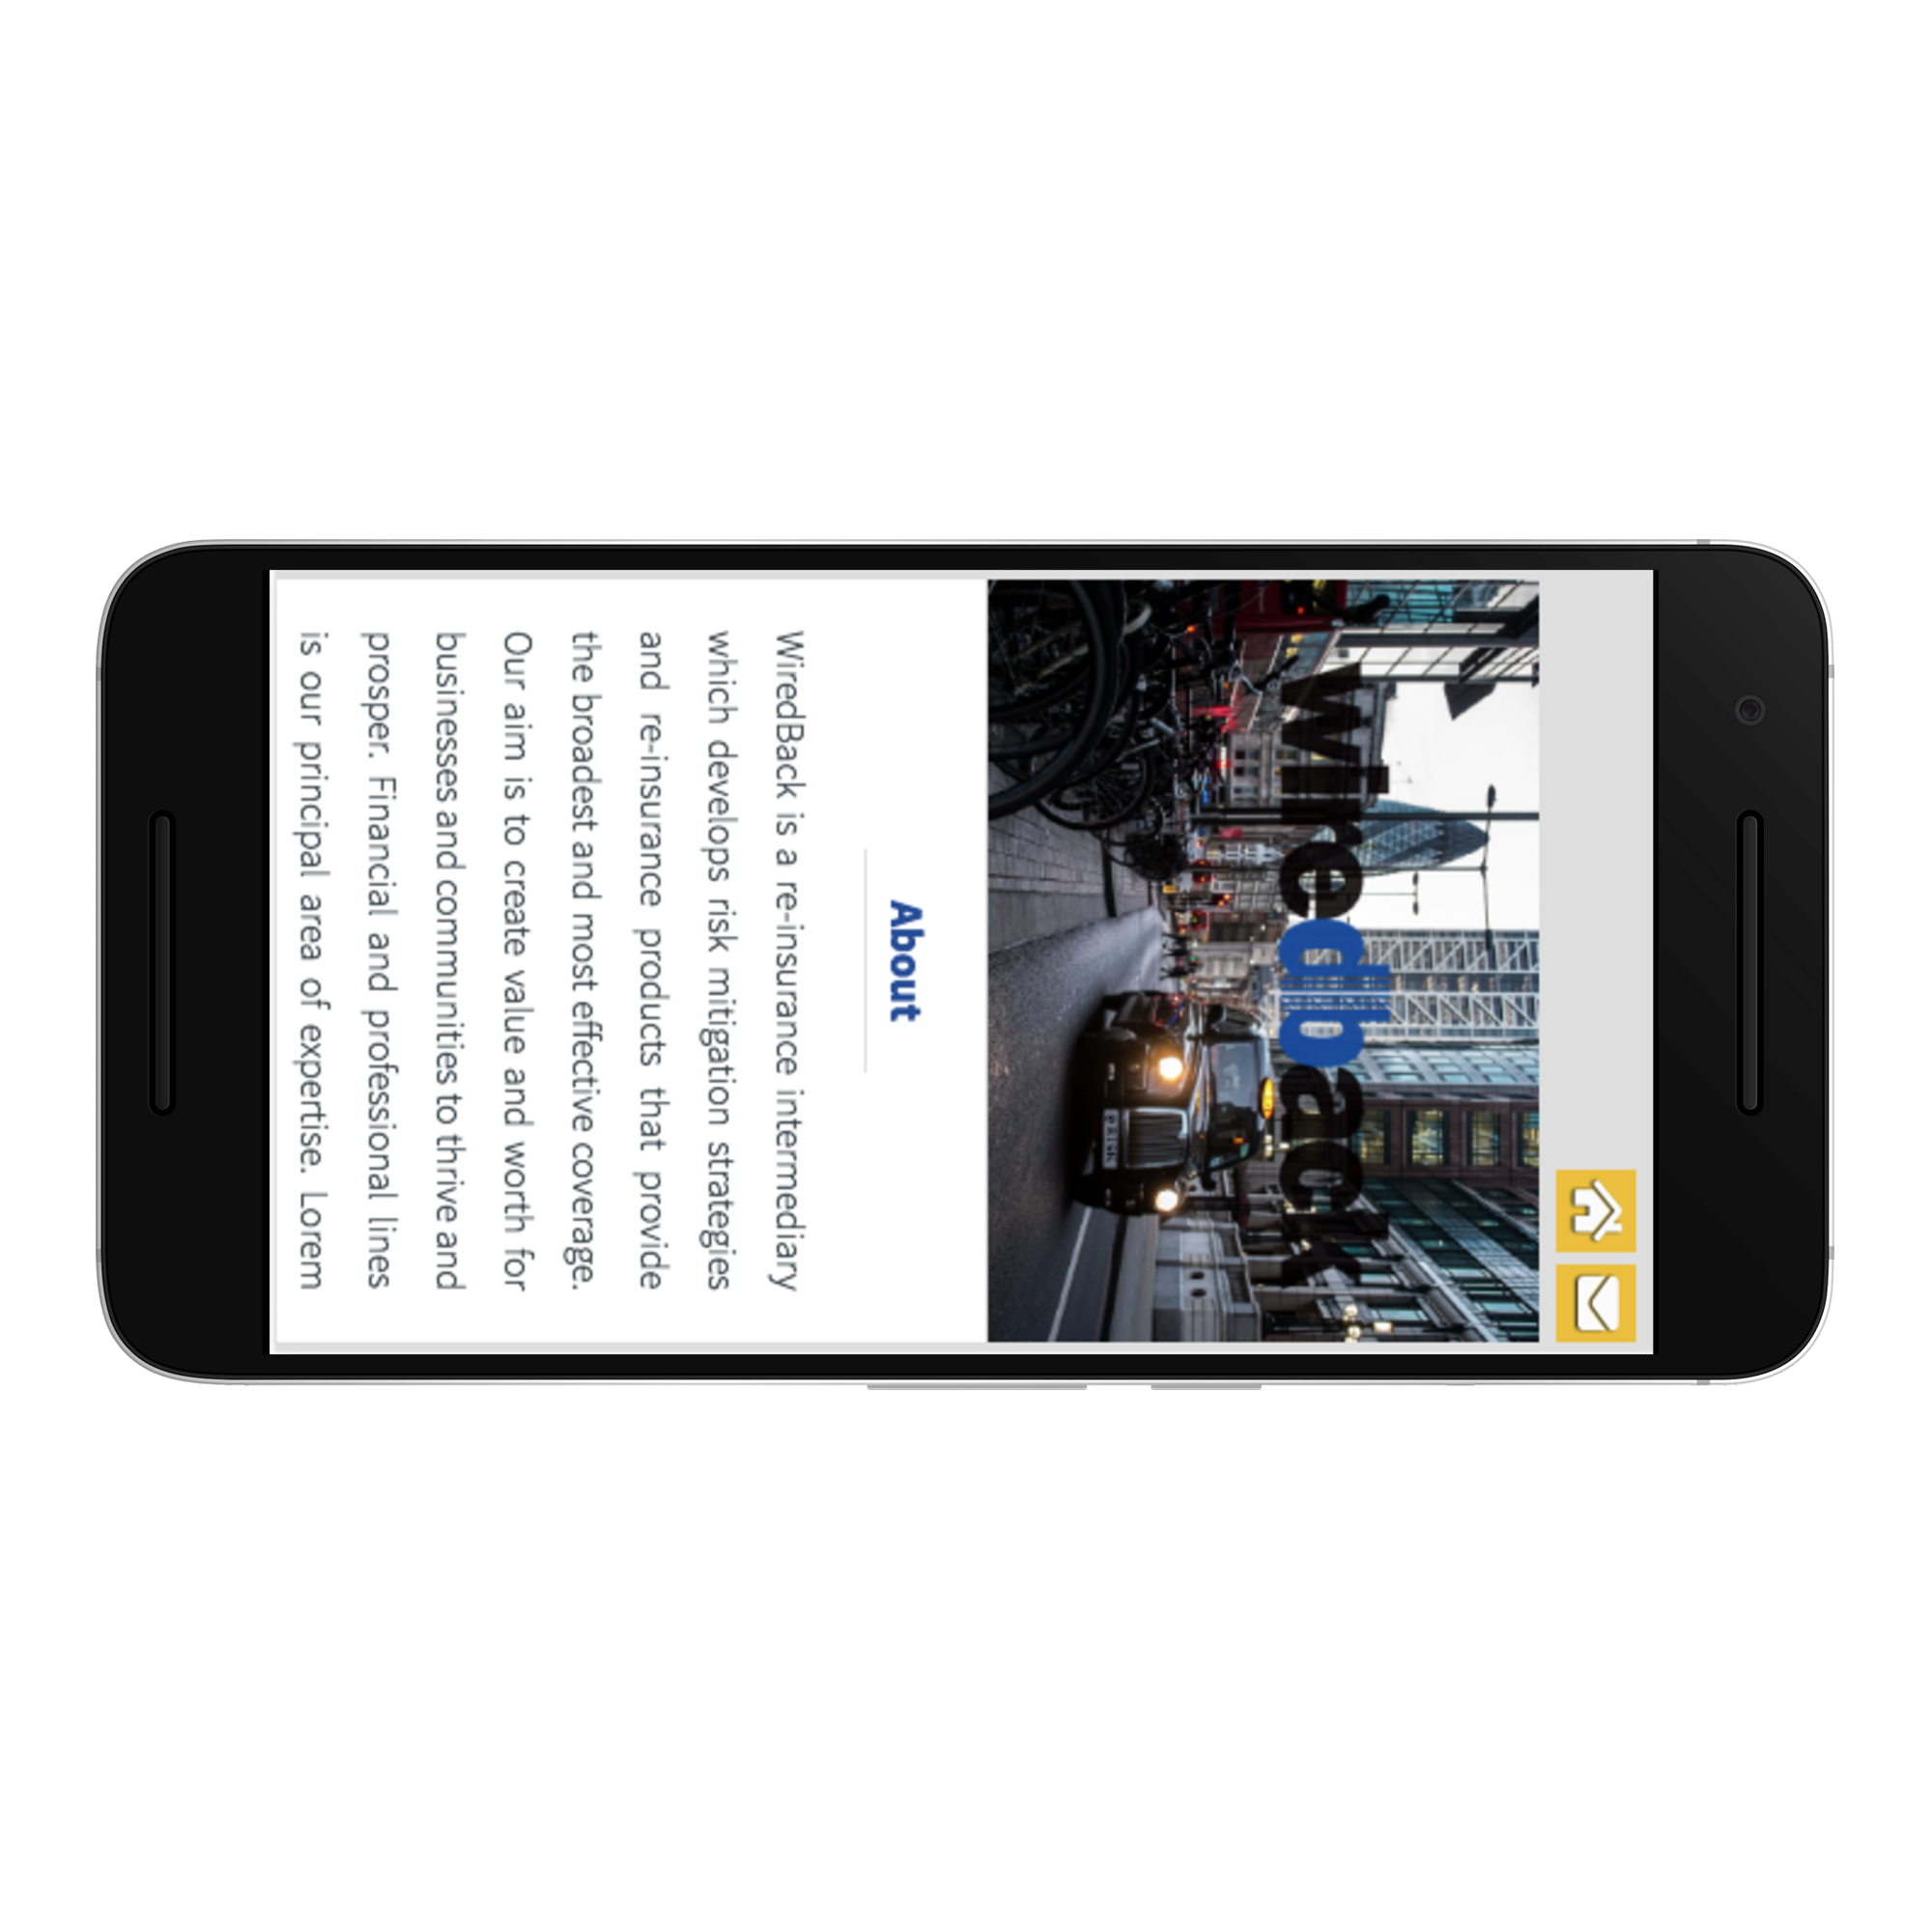 wiredback
About
WiredBack is a re-insurance intermediary
which develops risk mitigation strategies
and re-insurance products that provide
the broadest and most effective coverage.
Our aim is to create value and worth for
businesses and communities to thrive and
prosper. Financial and professional lines
is our principal area of expertise. Lorem